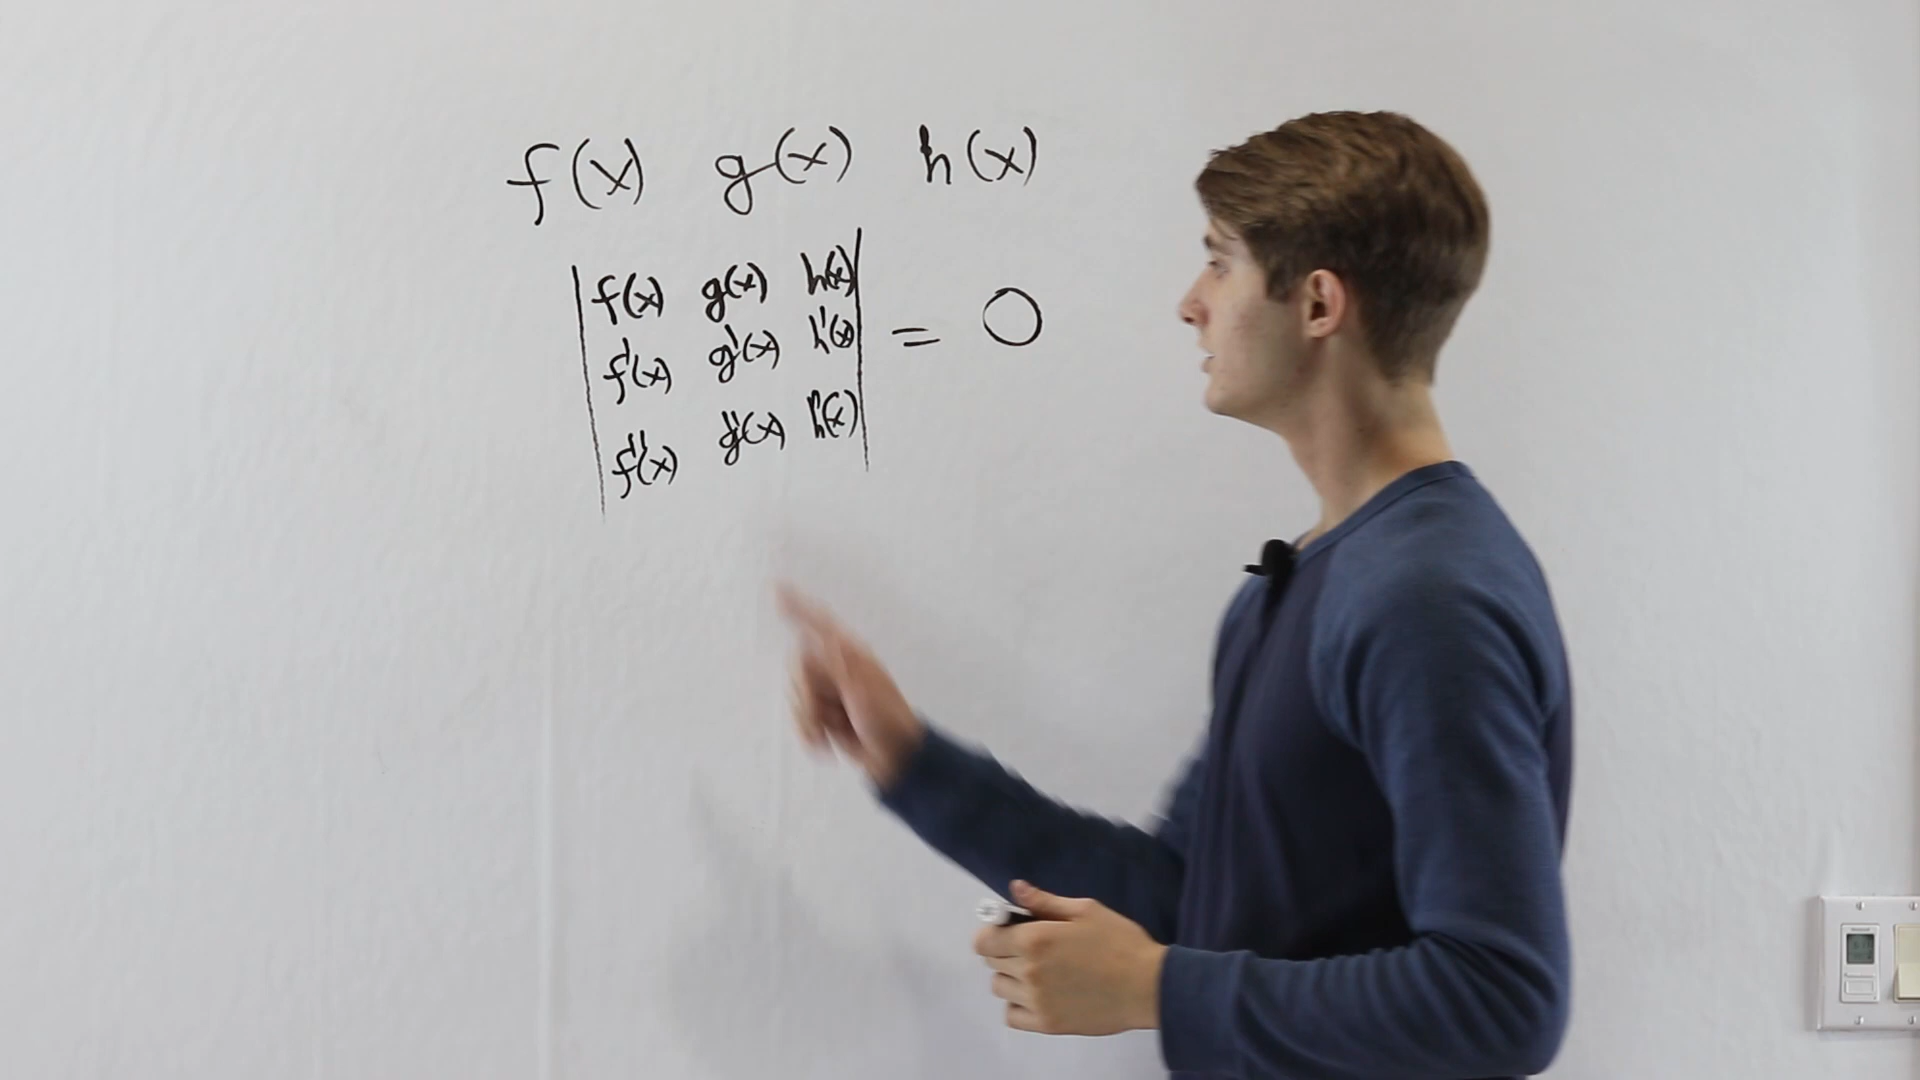 f(x) g(x) h(x)
f(x) g(x) h(x)
f'(x) g'(x) h'(x) = 0
f''(x) g''(x) h''(x)